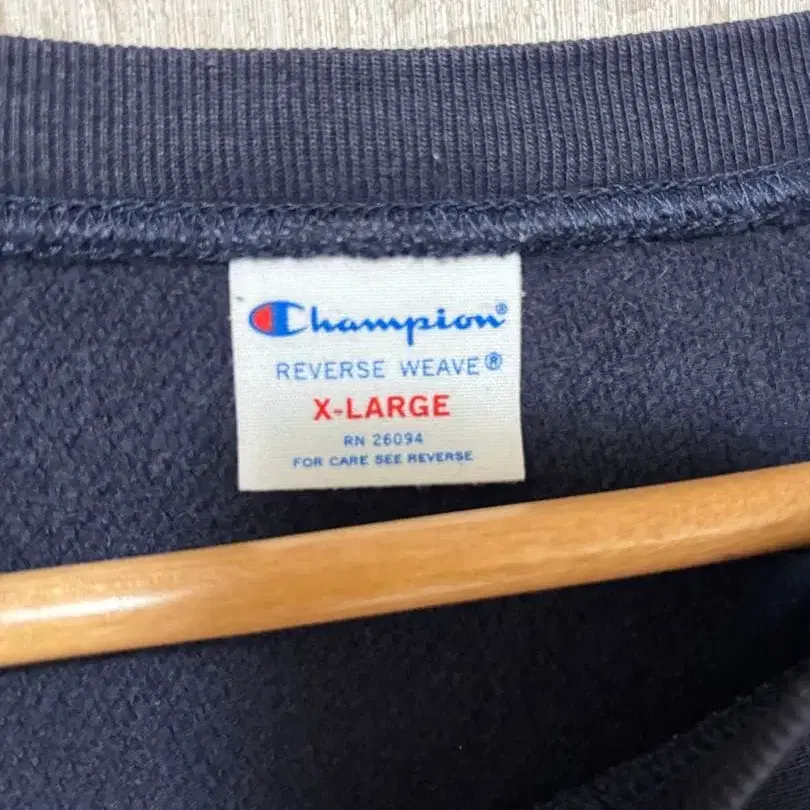 Champion®
REVERSE WEAVE®
X-LARGE
RN 26094
FOR CARE SEE REVERSE